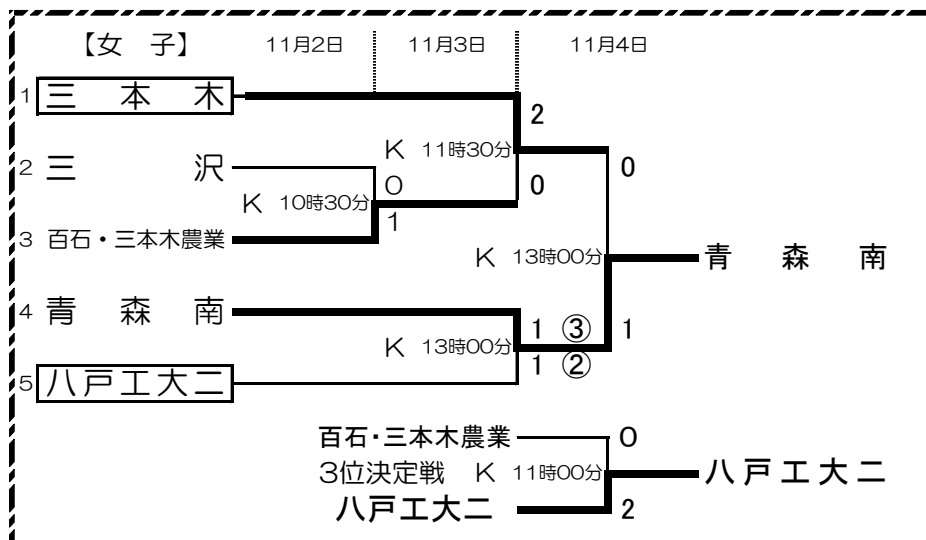 【女 子】 11月2日 11月3日 11月4日
1 三 本 木
2
K 11時30分
2 三 沢
0
0
0
K 10時30分
1
3 百石・三本木農業
K 13時00分
青 森 南
4 青 森 南
1 ③
1
K 13時00分
1 ②
5 八戸工大二
百石・三本木農業
0
3位決定戦 K 11時00分
八戸工大二
八戸工大二
2